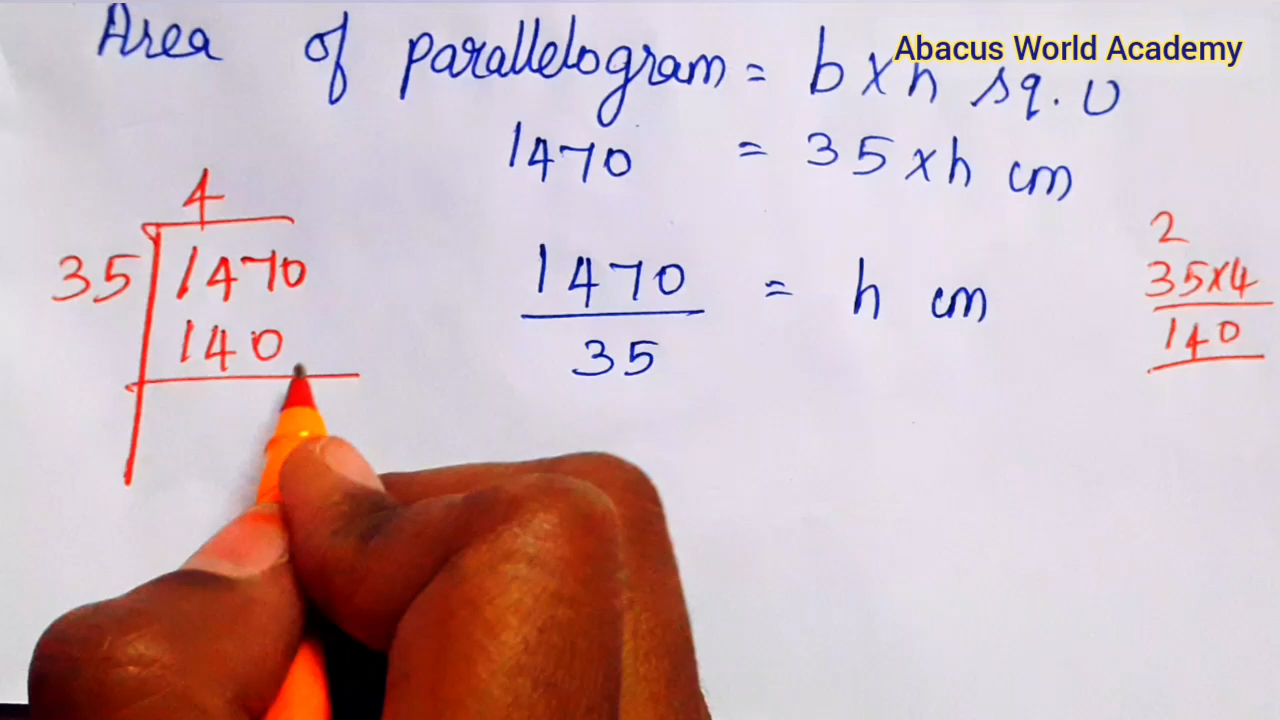 Abacus World Academy
Area of parallelogram = b x h sq. u
1470 = 35 x h cm
1470 / 35 = h cm
4
35 1470
140
2
35x4
140